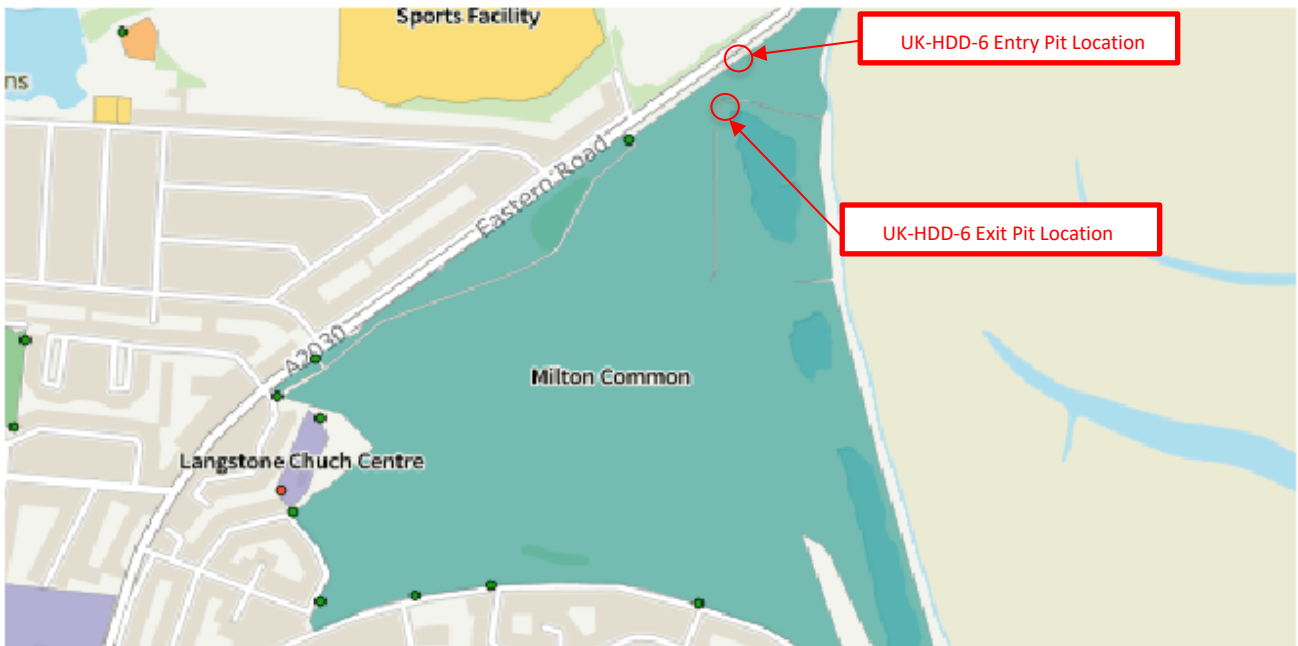 Sports Facility
UK-HDD-6 Entry Pit Location
ns
Eastern Road
UK-HDD-6 Exit Pit Location
A2030
Milton Common
Langstone Chuch Centre